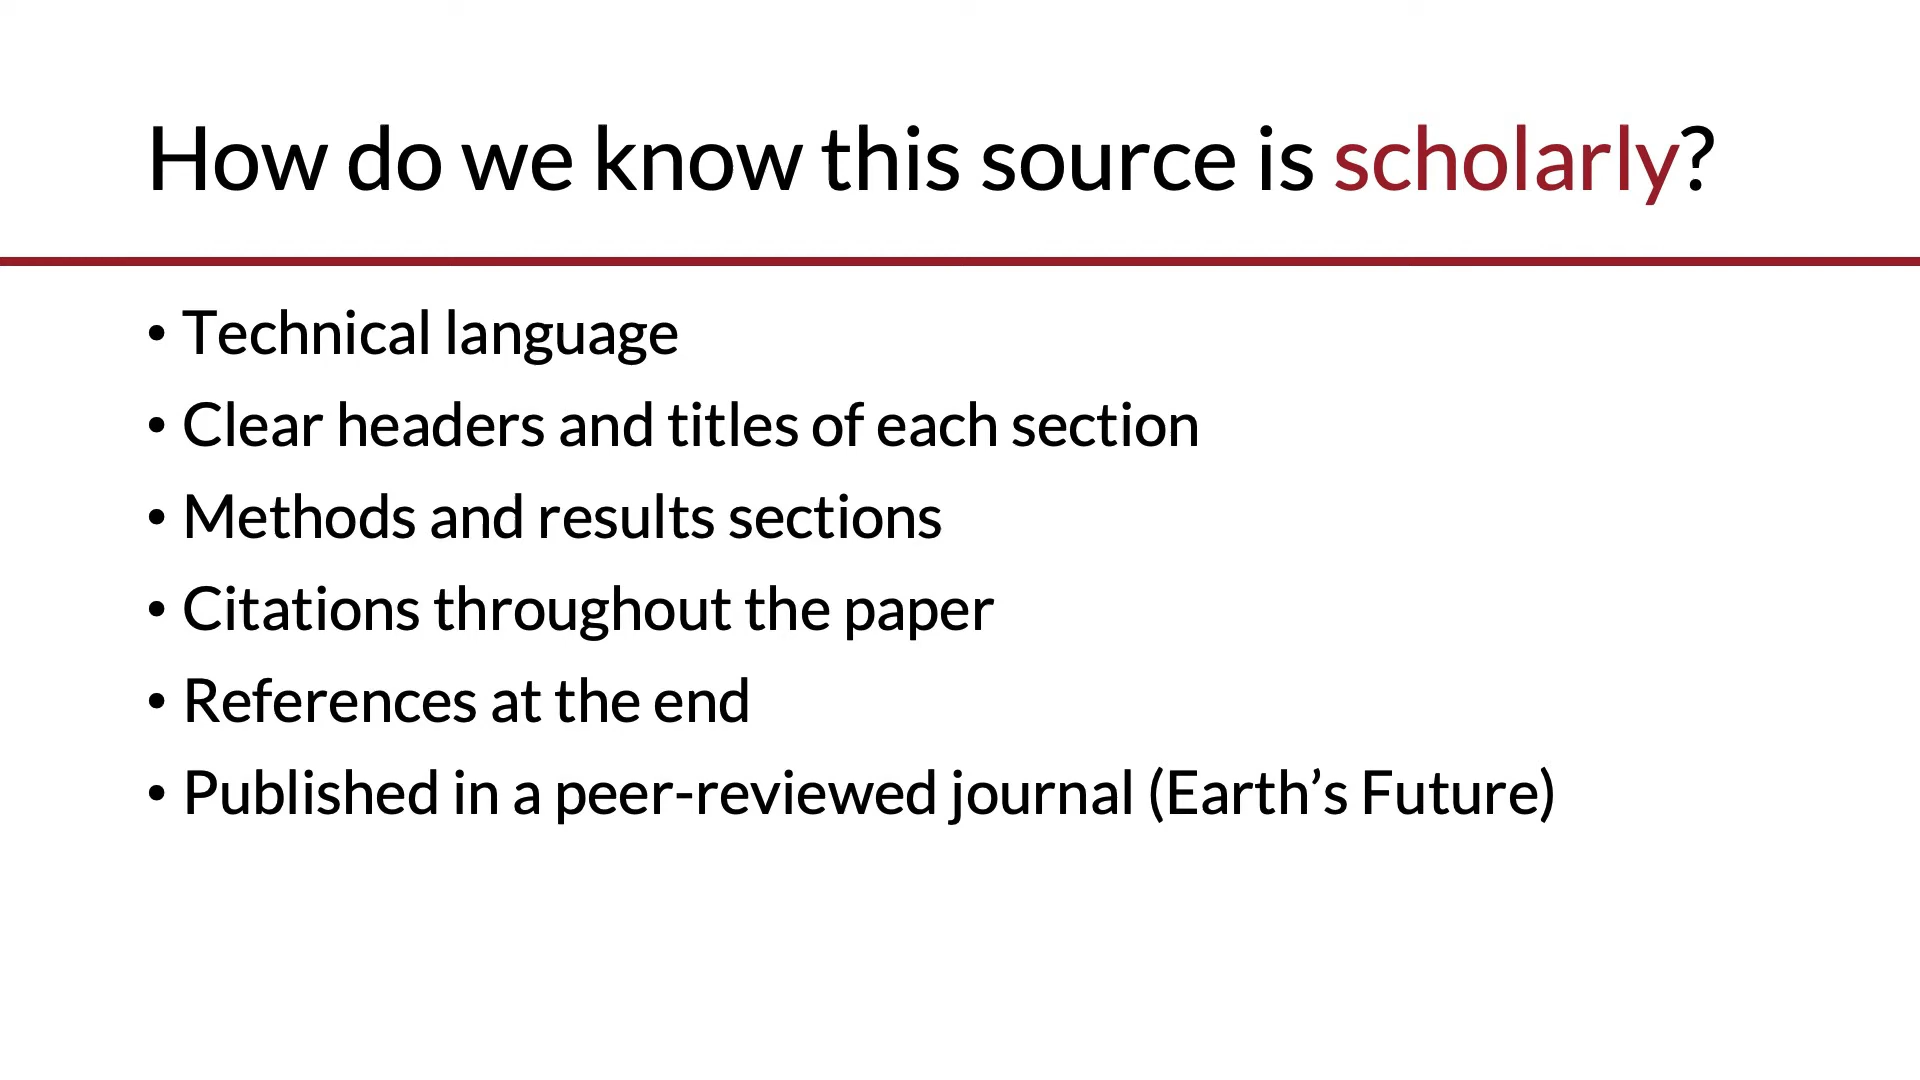 How do we know this source is scholarly?
• Technical language
• Clear headers and titles of each section
• Methods and results sections
• Citations throughout the paper
• References at the end
• Published in a peer-reviewed journal (Earth’s Future)